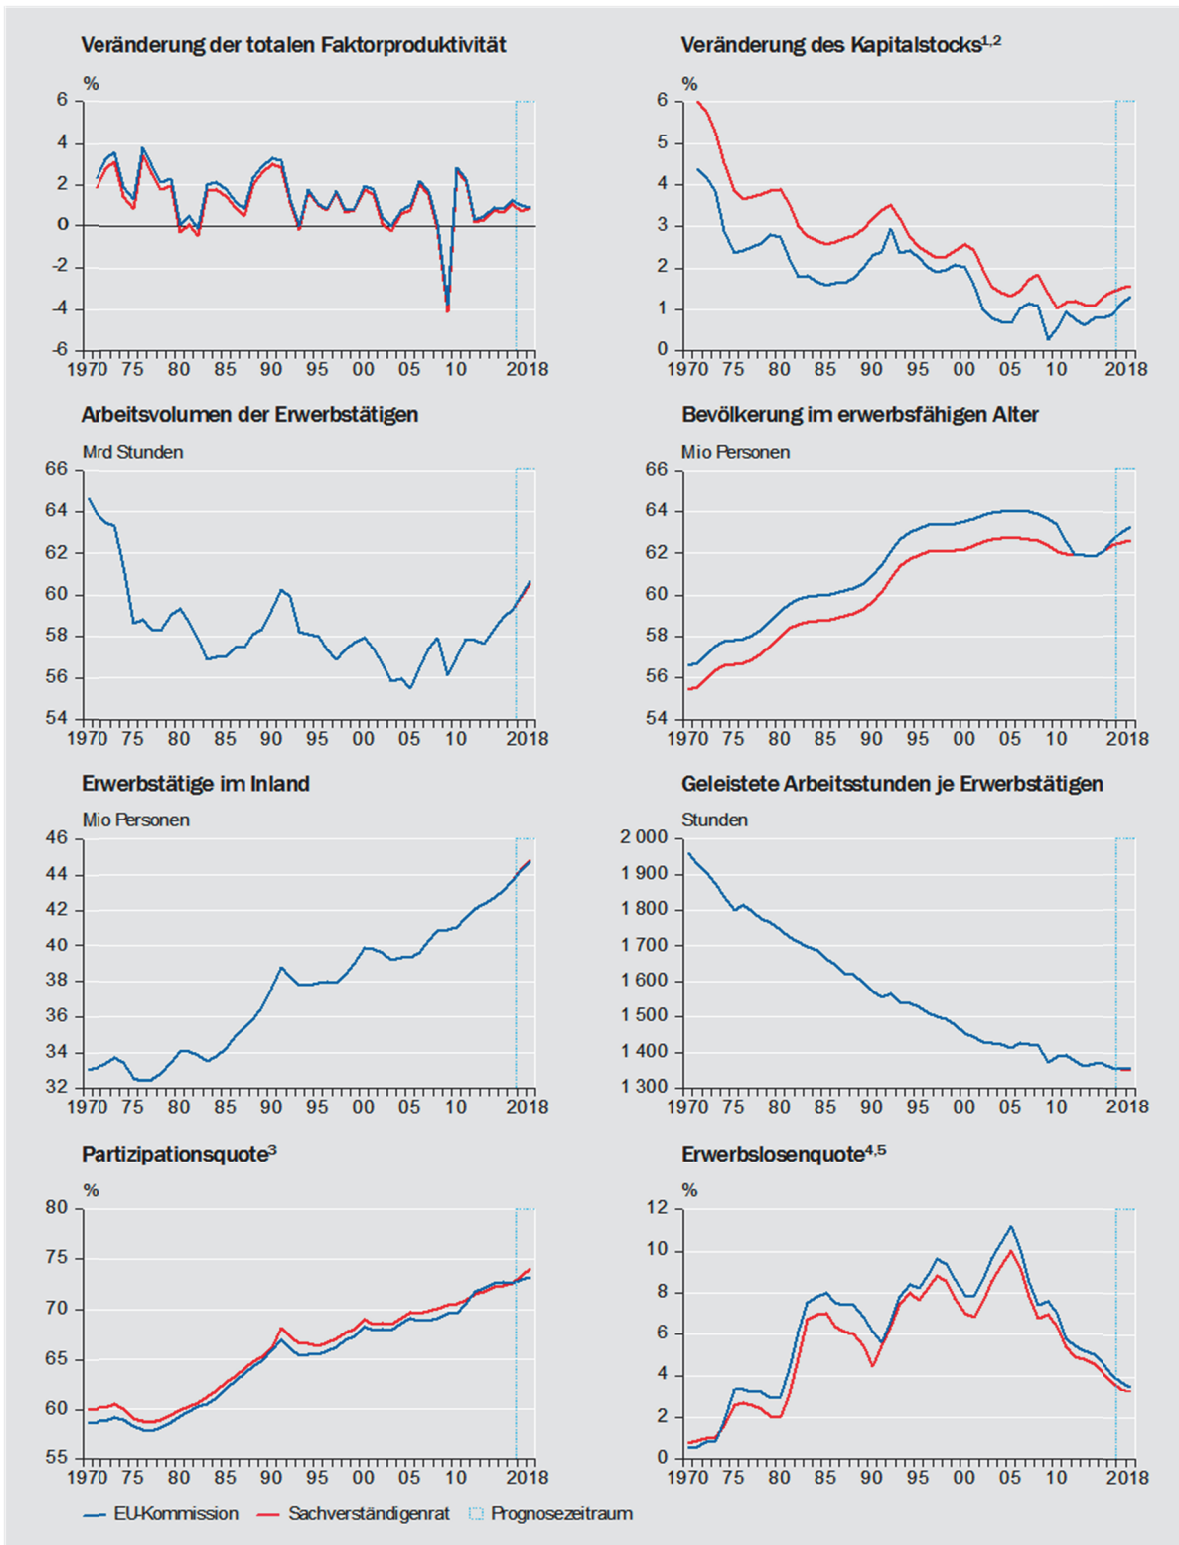 Veränderung der totalen Faktorproduktivität
%
6
4
2
0
-2
-4
-6
1970 75 80 85 90 95 00 05 10 2018
Veränderung des Kapitalstocks1,2
%
6
5
4
3
2
1
0
1970 75 80 85 90 95 00 05 10 2018
Arbeitsvolumen der Erwerbstätigen
Mrd Stunden
66
64
62
60
58
56
54
1970 75 80 85 90 95 00 05 10 2018
Bevölkerung im erwerbsfähigen Alter
Mio Personen
66
64
62
60
58
56
54
1970 75 80 85 90 95 00 05 10 2018
Erwerbstätige im Inland
Mio Personen
46
44
42
40
38
36
34
32
1970 75 80 85 90 95 00 05 10 2018
Geleistete Arbeitsstunden je Erwerbstätigen
Stunden
2 000
1 900
1 800
1 700
1 600
1 500
1 400
1 300
1970 75 80 85 90 95 00 05 10 2018
Partizipationsquote3
%
80
75
70
65
60
55
1970 75 80 85 90 95 00 05 10 2018
Erwerbslosenquote4,5
%
12
10
8
6
4
2
0
1970 75 80 85 90 95 00 05 10 2018
EU-Kommission Sachverständigenrat Prognosezeitraum